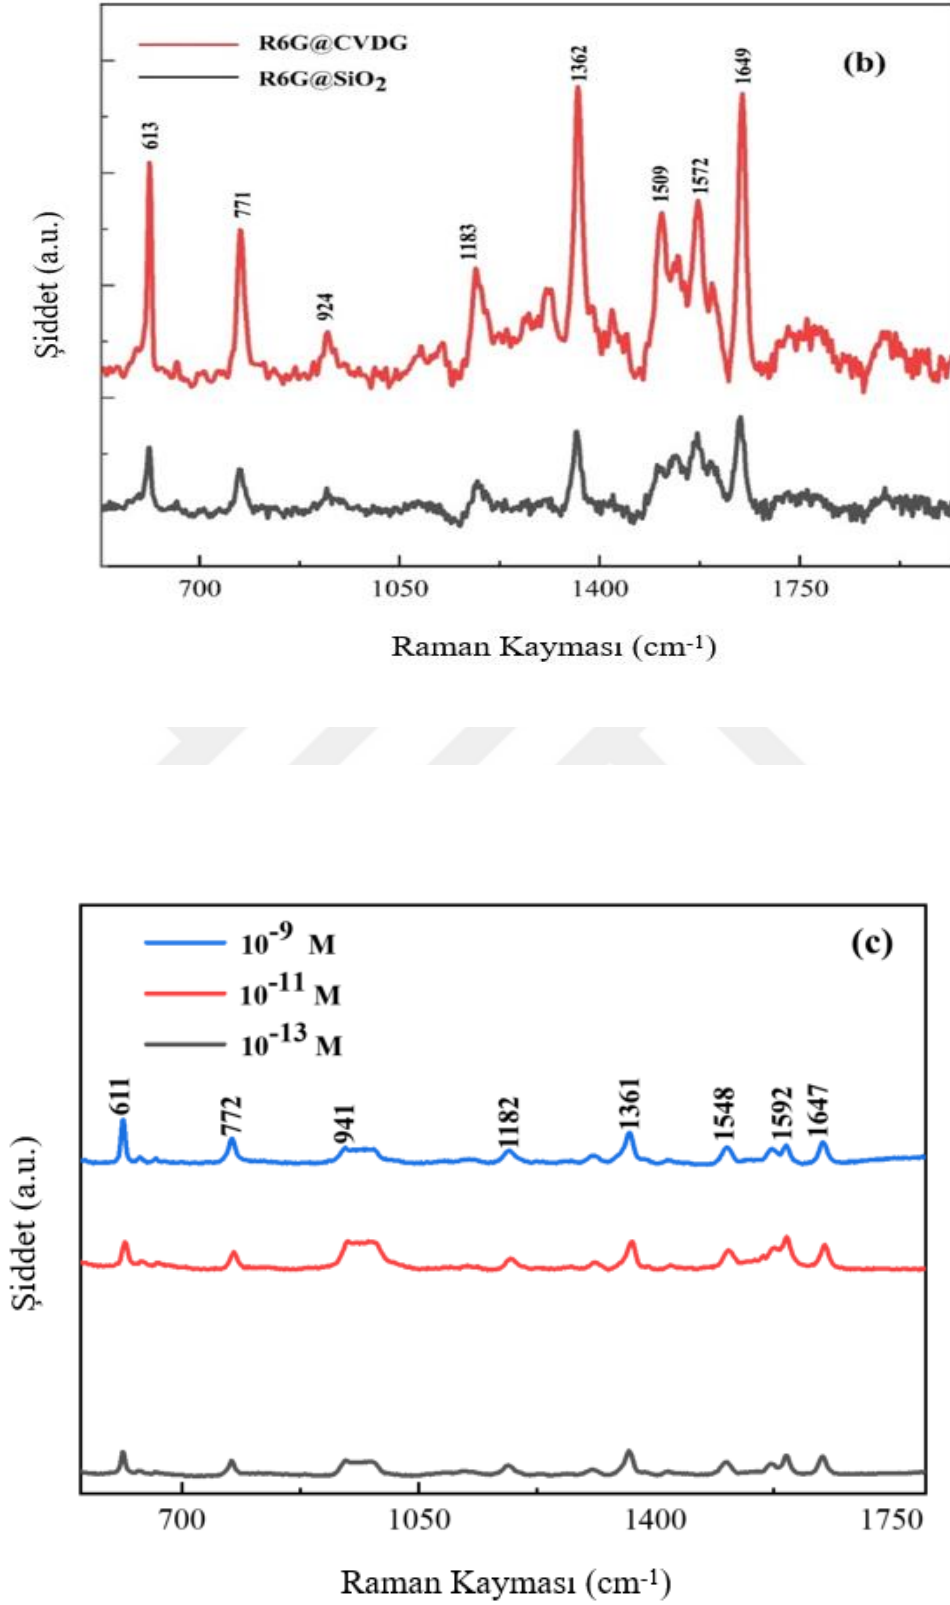 R6G@CVDG
R6G@SiO₂
(b)
613
771
924
1183
1362
1509
1572
1649
Şiddet (a.u.)
700 1050 1400 1750
Raman Kayması (cm⁻¹)
10⁻⁹ M
10⁻¹¹ M
10⁻¹³ M
(c)
611
772
941
1182
1361
1548
1592
1647
Şiddet (a.u.)
700 1050 1400 1750
Raman Kayması (cm⁻¹)